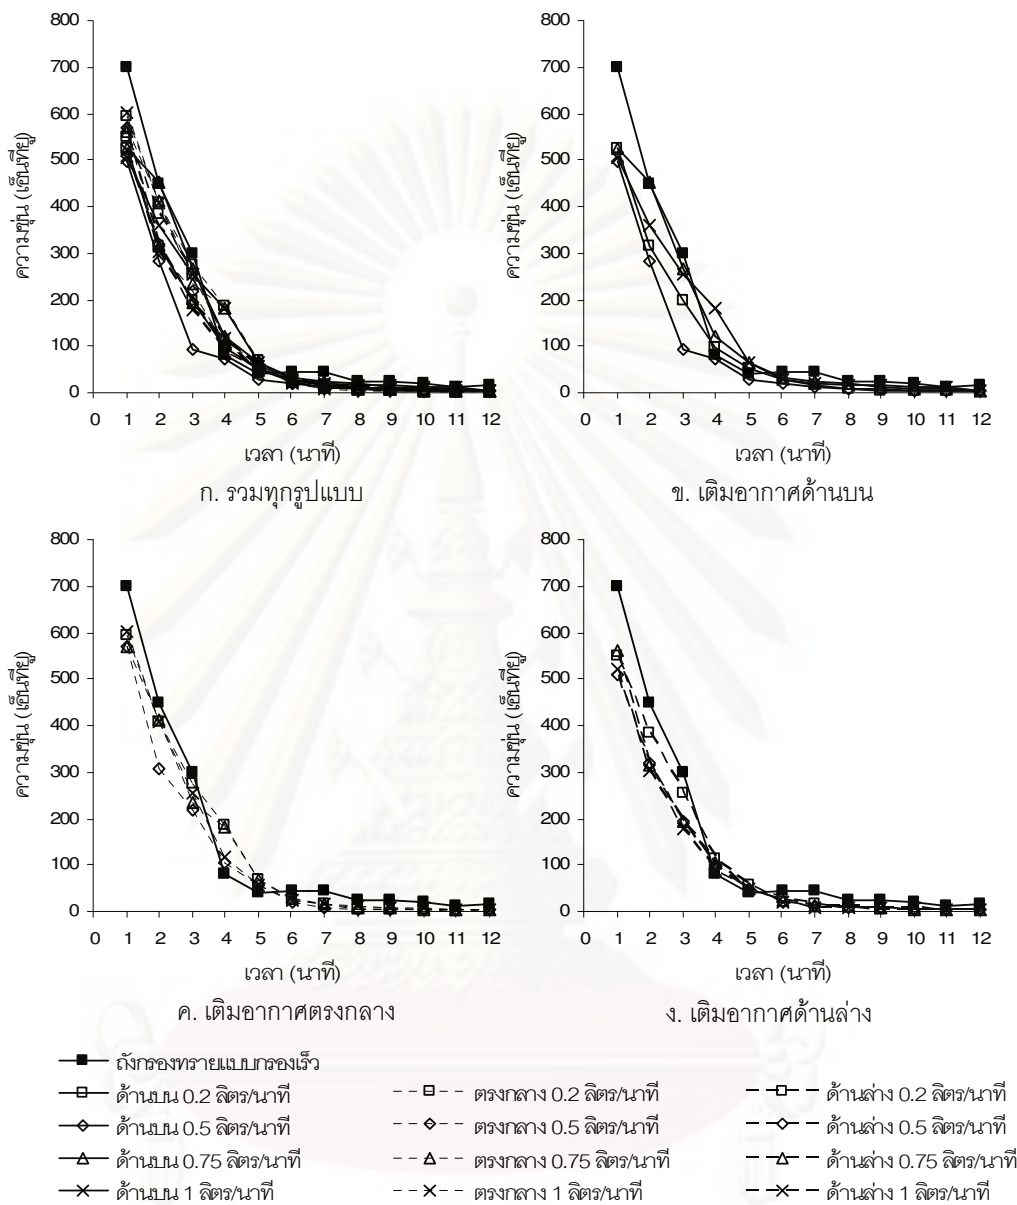 800
700
600
500
400
300
200
100
0
ความขุ่น (เอ็นทียู)
0 1 2 3 4 5 6 7 8 9 10 11 12
เวลา (นาที)
ก. รวมทุกรูปแบบ
800
700
600
500
400
300
200
100
0
ความขุ่น (เอ็นทียู)
0 1 2 3 4 5 6 7 8 9 10 11 12
เวลา (นาที)
ข. เติมอากาศด้านบน
800
700
600
500
400
300
200
100
0
ความขุ่น (เอ็นทียู)
0 1 2 3 4 5 6 7 8 9 10 11 12
เวลา (นาที)
ค. เติมอากาศตรงกลาง
800
700
600
500
400
300
200
100
0
ความขุ่น (เอ็นทียู)
0 1 2 3 4 5 6 7 8 9 10 11 12
เวลา (นาที)
ง. เติมอากาศด้านล่าง
ถังกรองทรายแบบกรองเร็ว
ด้านบน 0.2 ลิตร/นาที ตรงกลาง 0.2 ลิตร/นาที ด้านล่าง 0.2 ลิตร/นาที
ด้านบน 0.5 ลิตร/นาที ตรงกลาง 0.5 ลิตร/นาที ด้านล่าง 0.5 ลิตร/นาที
ด้านบน 0.75 ลิตร/นาที ตรงกลาง 0.75 ลิตร/นาที ด้านล่าง 0.75 ลิตร/นาที
ด้านบน 1 ลิตร/นาที ตรงกลาง 1 ลิตร/นาที ด้านล่าง 1 ลิตร/นาที